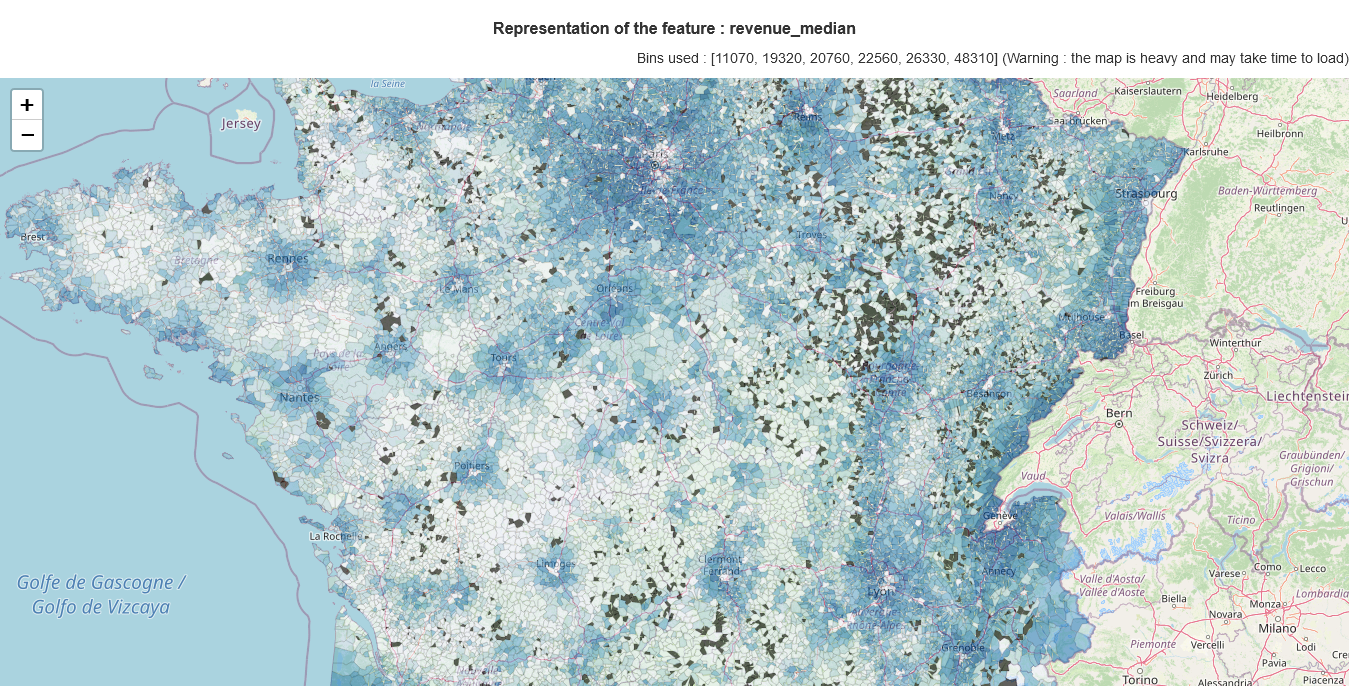 Representation of the feature : revenue_median
Bins used : [11070, 19320, 20760, 22560, 26330, 48310] (Warning : the map is heavy and may take time to load)
+
−
la Seine
Saarland
Kaiserslautern
Heidelberg
Jersey
Reims
Saarbrücken
Metz
Heilbronn
Paris
Karlsruhe
Île-de-France
Grand Est
Strasbourg
Baden-Württemberg
Nancy
Reutlingen
Brest
Troyes
Rennes
Bretagne
Le Mans
Orléans
Freiburg
im Breisgau
Mulhouse
Centre-Val
de Loire
Basel
Angers
Winterthur
Pays de la
Loire
Tours
Bourgogne
Franche
Comté
Zürich
Nantes
Besançon
Liechtenstein
Bern
Schweiz/
Suisse/Svizzera/
Svizra
Poitiers
Graubünden/
Grigioni/
Grischun
Vaud
Genève
Valais/Wallis
Ticino
La Rochelle
Limoges
Clermont
Ferrand
Annecy
Como
Lecco
Varese
Golfe de Gascogne /
Golfo de Vizcaya
Valle d'Aosta/
Vallée d'Aoste
Lyon
Biella
Lombardia
Monza
Auvergne
Rhône-Alpes
Novara
Milano
Grenoble
Piemonte
Vercelli
Lodi
Pavia
Torino
Alessandria
Piacenza